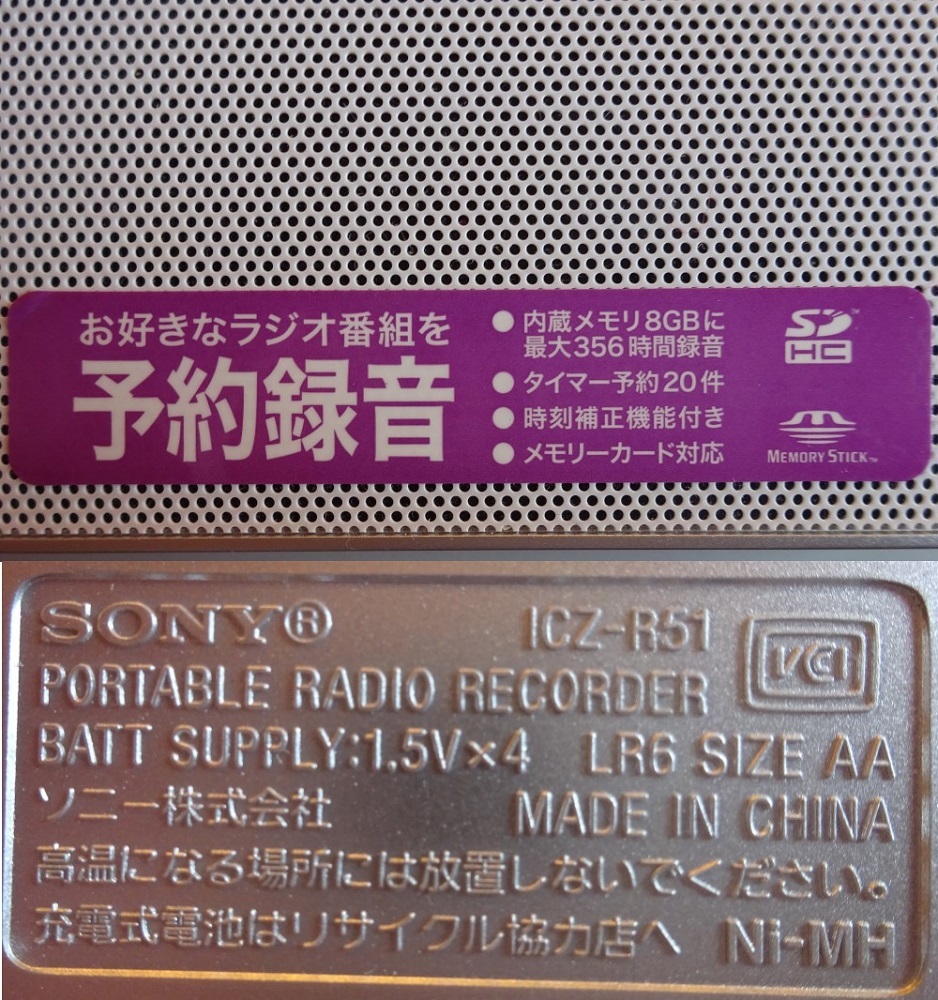 お好きなラジオ番組を
予約録音
● 内蔵メモリ8GBに
最大356時間録音
● タイマー予約20件
● 時刻補正機能付き
● メモリーカード対応
SD™
HC
MEMORY STICK™
SONY® ICZ-R51 VCI
PORTABLE RADIO RECORDER
BATT SUPPLY:1.5V×4 LR6 SIZE AA
ソニー株式会社 MADE IN CHINA
高温になる場所には放置しないでください。
充電式電池はリサイクル協力店へ Ni-MH